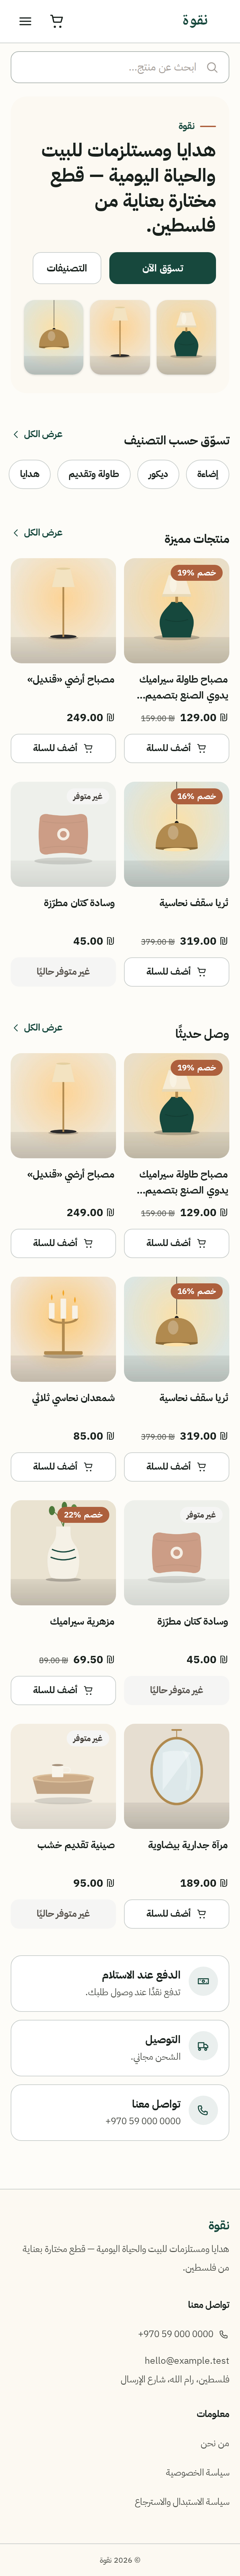 نقوة
ابحث عن منتج...
نقوة
هدايا ومستلزمات للبيت
والحياة اليومية — قطع
مختارة بعناية من
فلسطين.
تسوّق الآن
التصنيفات
تسوّق حسب التصنيف
عرض الكل
إضاءة
ديكور
طاولة وتقديم
هدايا
منتجات مميزة
عرض الكل
خصم 19%
مصباح طاولة سيراميك
يدوي الصنع بتصميم...
₪ 129.00 ₪ 159.00
أضف للسلة
مصباح أرضي «قنديل»
₪ 249.00
أضف للسلة
خصم 16%
ثريا سقف نحاسية
₪ 319.00 ₪ 379.00
أضف للسلة
غير متوفر
وسادة كتان مطرّزة
₪ 45.00
غير متوفر حاليًا
وصل حديثًا
عرض الكل
خصم 19%
مصباح طاولة سيراميك
يدوي الصنع بتصميم...
₪ 129.00 ₪ 159.00
أضف للسلة
مصباح أرضي «قنديل»
₪ 249.00
أضف للسلة
خصم 16%
ثريا سقف نحاسية
₪ 319.00 ₪ 379.00
أضف للسلة
شمعدان نحاسي ثلاثي
₪ 85.00
أضف للسلة
غير متوفر
وسادة كتان مطرّزة
₪ 45.00
غير متوفر حاليًا
خصم 22%
مزهرية سيراميك
₪ 69.50 ₪ 89.00
أضف للسلة
مرآة جدارية بيضاوية
₪ 189.00
أضف للسلة
غير متوفر
صينية تقديم خشب
₪ 95.00
غير متوفر حاليًا
الدفع عند الاستلام
تدفع نقدًا عند وصول طلبك.
التوصيل
الشحن مجاني.
تواصل معنا
+970 59 000 0000
نقوة
هدايا ومستلزمات للبيت والحياة اليومية — قطع مختارة بعناية
من فلسطين.
تواصل معنا
+970 59 000 0000
hello@example.test
فلسطين، رام الله، شارع الإرسال
معلومات
من نحن
سياسة الخصوصية
سياسة الاستبدال والاسترجاع
© 2026 نقوة